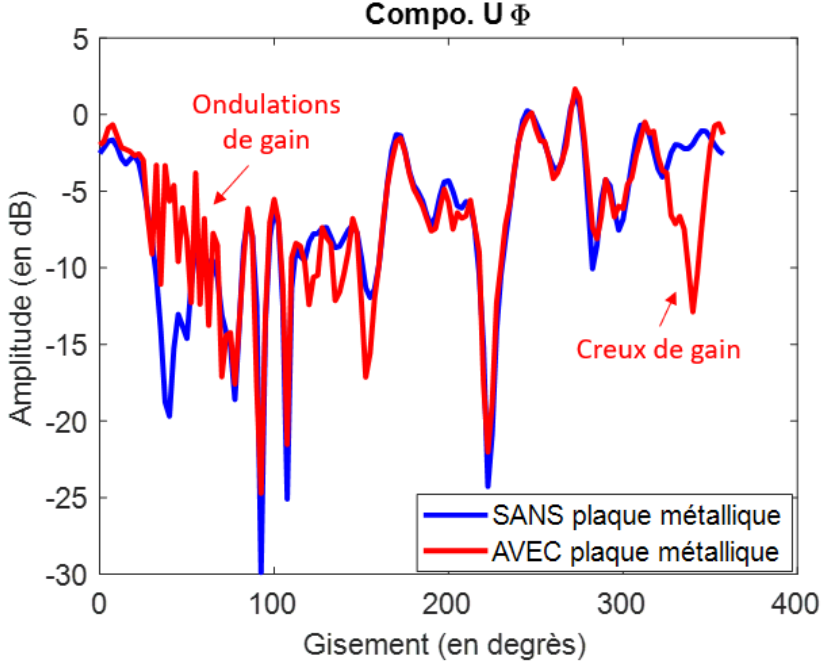 Compo. U Φ
Amplitude (en dB)
5
0
-5
-10
-15
-20
-25
-30
Ondulations
de gain
Creux de gain
SANS plaque métallique
AVEC plaque métallique
0
100
200
300
400
Gisement (en degrès)